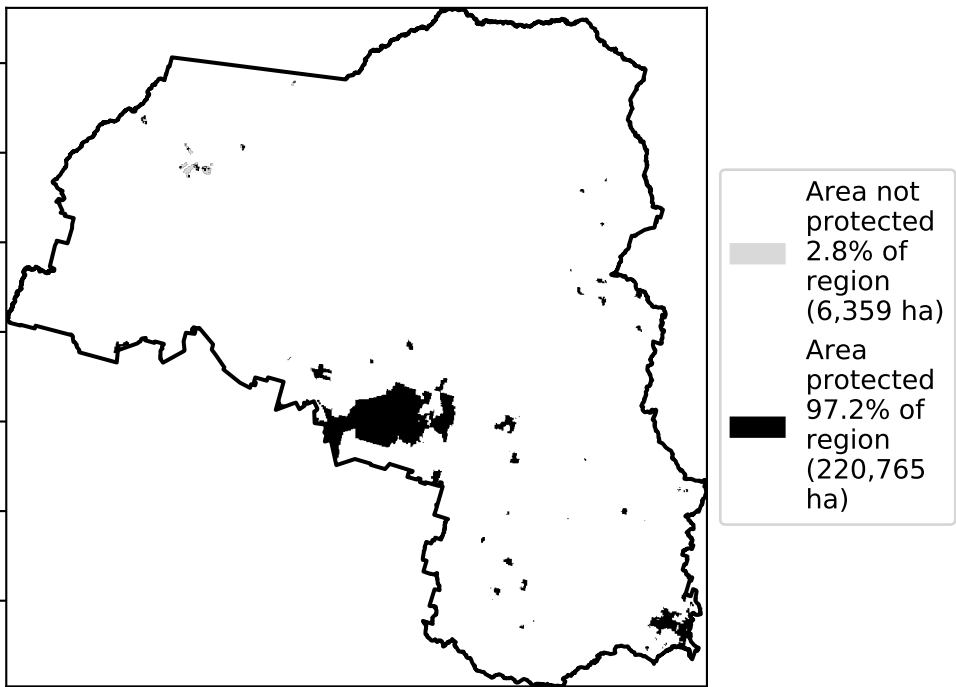 Area not
protected
2.8% of
region
(6,359 ha)
Area
protected
97.2% of
region
(220,765
ha)